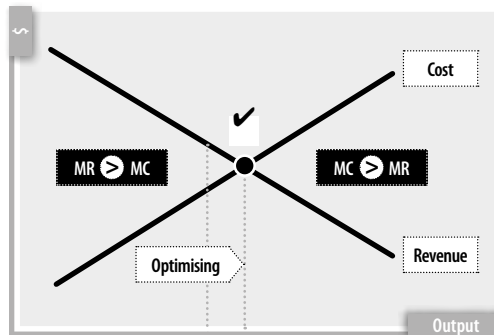 $
Cost
MR > MC
MC > MR
Optimising
Revenue
Output